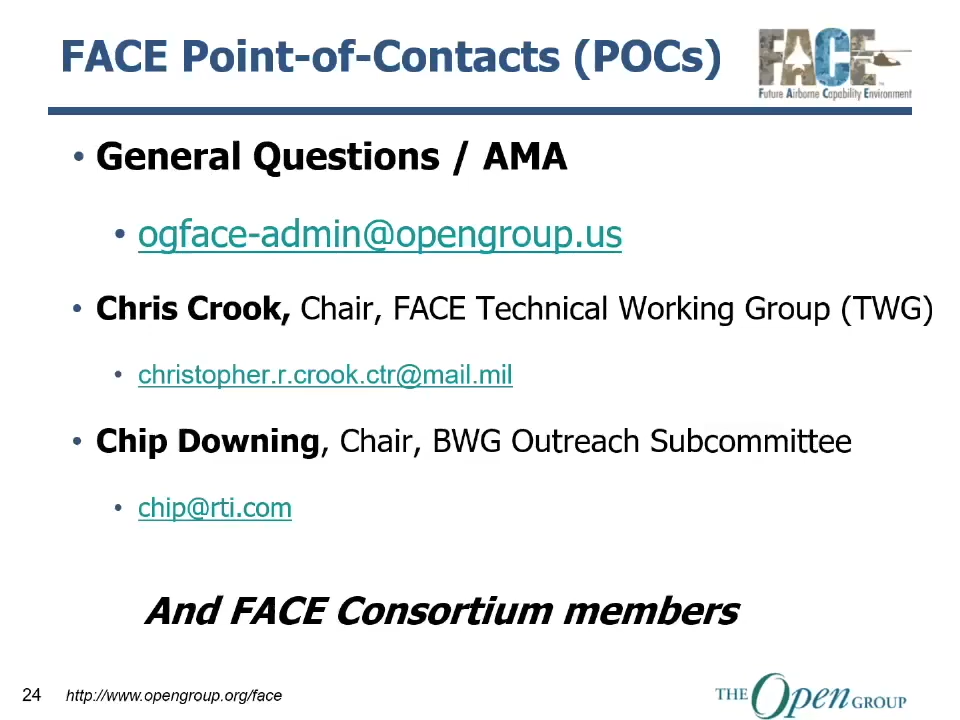 FACE Point-of-Contacts (POCs)
FACE
Future Airborne Capability Environment
• General Questions / AMA
• ogface-admin@opengroup.us
• Chris Crook, Chair, FACE Technical Working Group (TWG)
• christopher.r.crook.ctr@mail.mil
• Chip Downing, Chair, BWG Outreach Subcommittee
• chip@rti.com
And FACE Consortium members
24 http://www.opengroup.org/face
THE Open GROUP